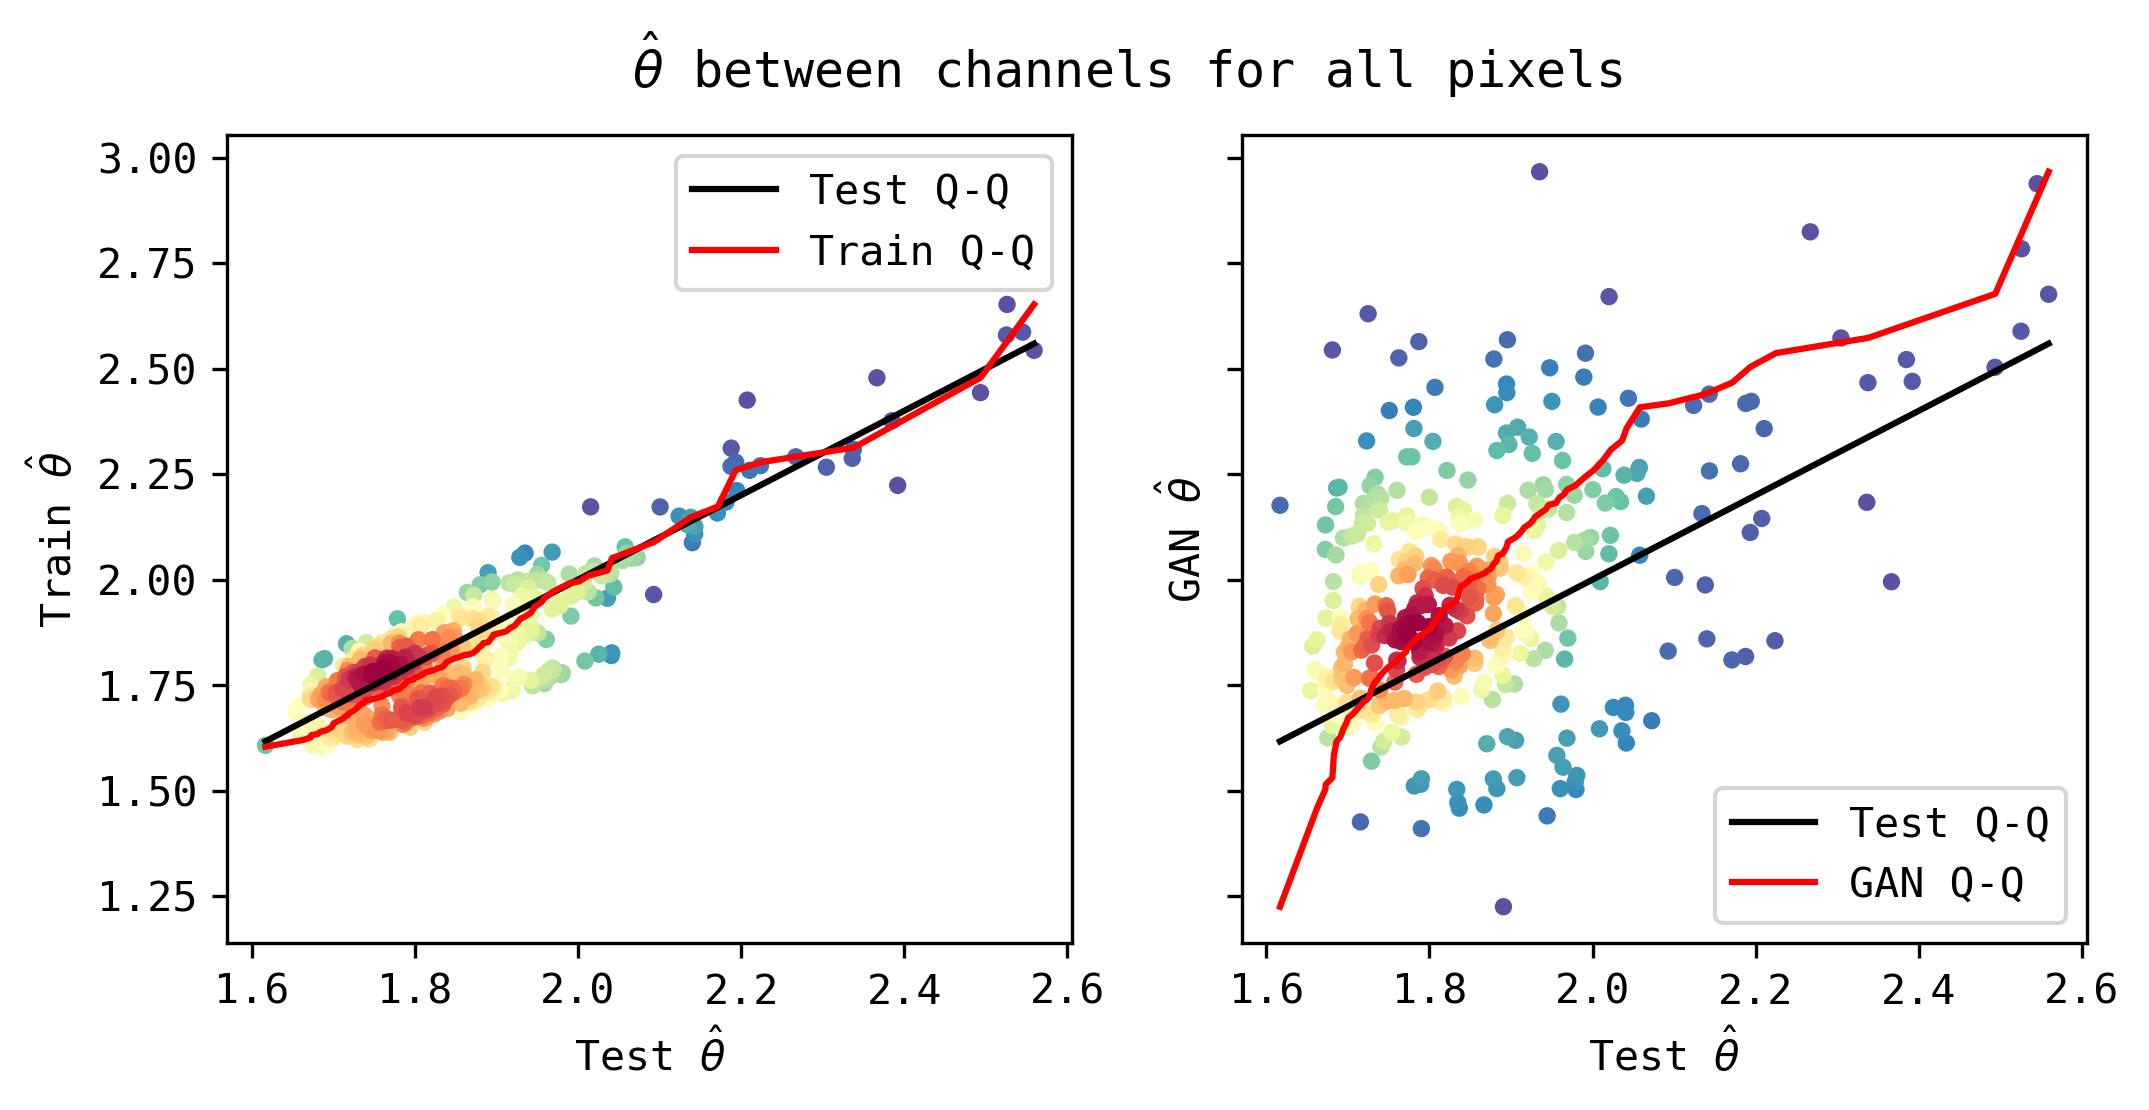 θ̂ between channels for all pixels
3.00
2.75
2.50
2.25
2.00
1.75
1.50
1.25
Train θ̂
Test Q-Q
Train Q-Q
1.6 1.8 2.0 2.2 2.4 2.6
Test θ̂
GAN θ̂
Test Q-Q
GAN Q-Q
1.6 1.8 2.0 2.2 2.4 2.6
Test θ̂